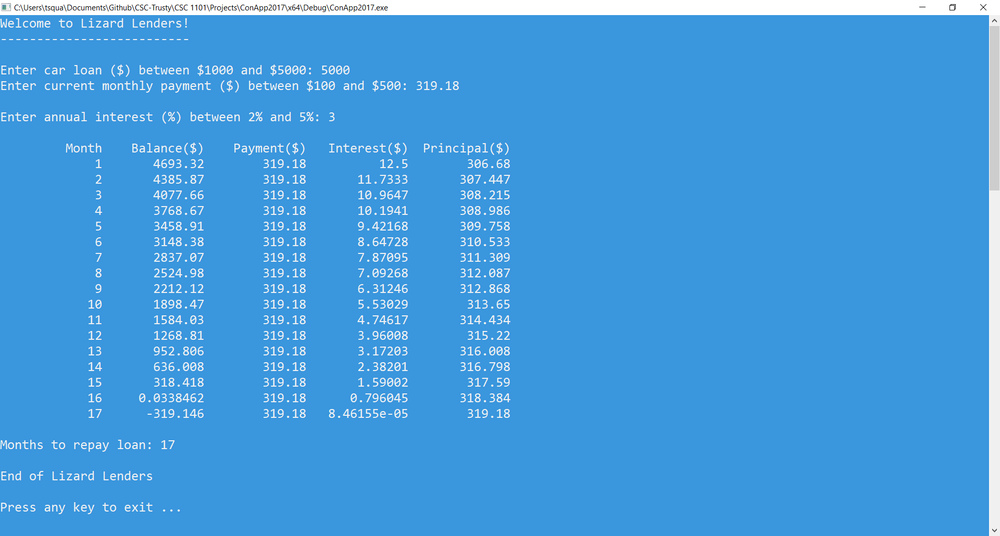 C:\Users\tsqua\Documents\Github\CSC-Trusty\CSC 1101\Projects\ConApp2017\x64\Debug\ConApp2017.exe
Welcome to Lizard Lenders!
--------------------------
Enter car loan ($) between $1000 and $5000: 5000
Enter current monthly payment ($) between $100 and $500: 319.18
Enter annual interest (%) between 2% and 5%: 3
Month Balance($) Payment($) Interest($) Principal($)
1 4693.32 319.18 12.5 306.68
2 4385.87 319.18 11.7333 307.447
3 4077.66 319.18 10.9647 308.215
4 3768.67 319.18 10.1941 308.986
5 3458.91 319.18 9.42168 309.758
6 3148.38 319.18 8.64728 310.533
7 2837.07 319.18 7.87095 311.309
8 2524.98 319.18 7.09268 312.087
9 2212.12 319.18 6.31246 312.868
10 1898.47 319.18 5.53029 313.65
11 1584.03 319.18 4.74617 314.434
12 1268.81 319.18 3.96008 315.22
13 952.806 319.18 3.17203 316.008
14 636.008 319.18 2.38201 316.798
15 318.418 319.18 1.59002 317.59
16 0.0338462 319.18 0.796045 318.384
17 -319.146 319.18 8.46155e-05 319.18
Months to repay loan: 17
End of Lizard Lenders
Press any key to exit ...